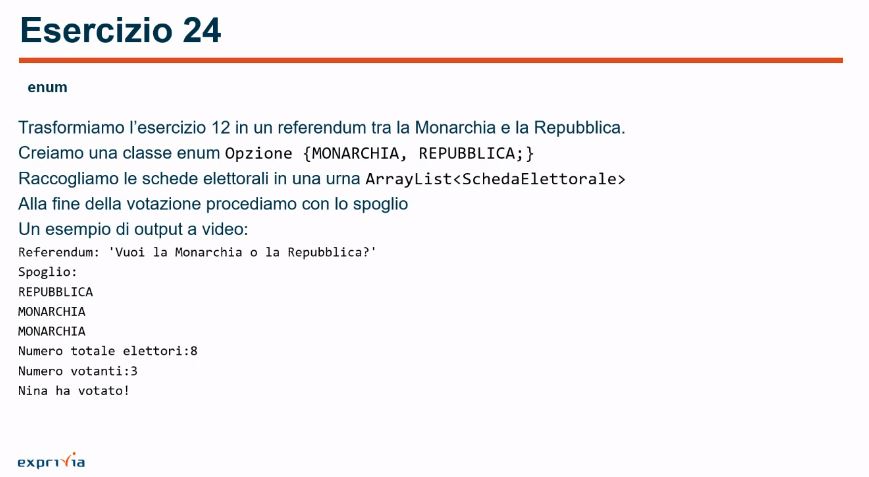 Esercizio 24
enum
Trasformiamo l'esercizio 12 in un referendum tra la Monarchia e la Repubblica.
Creiamo una classe enum Opzione {MONARCHIA, REPUBBLICA;}
Raccogliamo le schede elettorali in una urna ArrayList<SchedaElettorale>
Alla fine della votazione procediamo con lo spoglio
Un esempio di output a video:
Referendum: 'Vuoi la Monarchia o la Repubblica?'
Spoglio:
REPUBBLICA
MONARCHIA
MONARCHIA
Numero totale elettori:8
Numero votanti:3
Nina ha votato!
exprivia